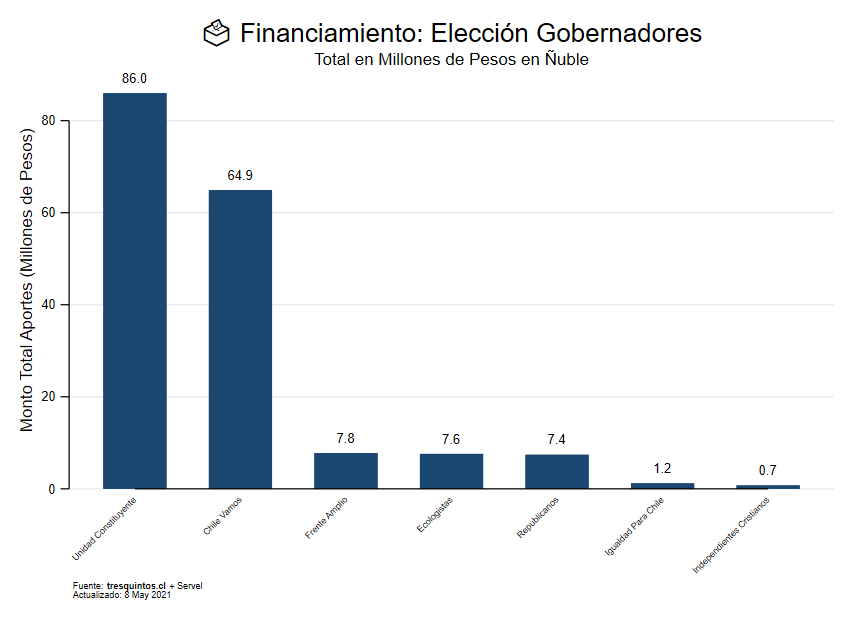 Financiamiento: Elección Gobernadores
Total en Millones de Pesos en Ñuble
Monto Total Aportes (Millones de Pesos)
80
60
40
20
0
86.0
64.9
7.8
7.6
7.4
1.2
0.7
Unidad Constituyente
Chile Vamos
Frente Amplio
Ecologistas
Republicanos
Igualdad Para Chile
Independientes Cristianos
Fuente: tresquintos.cl + Servel
Actualizado: 8 May 2021